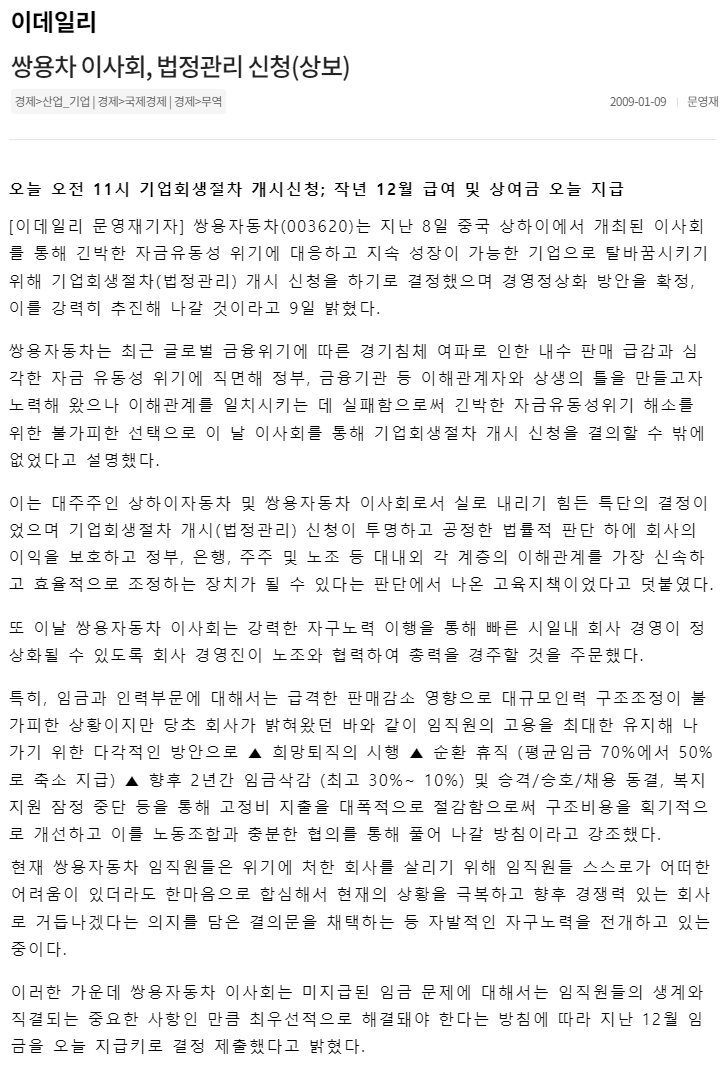 이데일리
쌍용차 이사회, 법정관리 신청(상보)
경제>산업_기업 | 경제>국제경제 | 경제>무역
2009-01-09 | 문영재
오늘 오전 11시 기업회생절차 개시신청; 작년 12월 급여 및 상여금 오늘 지급
[이데일리 문영재기자] 쌍용자동차(003620)는 지난 8일 중국 상하이에서 개최된 이사회
를 통해 긴박한 자금유동성 위기에 대응하고 지속 성장이 가능한 기업으로 탈바꿈시키기
위해 기업회생절차(법정관리) 개시 신청을 하기로 결정했으며 경영정상화 방안을 확정,
이를 강력히 추진해 나갈 것이라고 9일 밝혔다.
쌍용자동차는 최근 글로벌 금융위기에 따른 경기침체 여파로 인한 내수 판매 급감과 심
각한 자금 유동성 위기에 직면해 정부, 금융기관 등 이해관계자와 상생의 틀을 만들고자
노력해 왔으나 이해관계를 일치시키는 데 실패함으로써 긴박한 자금유동성위기 해소를
위한 불가피한 선택으로 이 날 이사회를 통해 기업회생절차 개시 신청을 결의할 수 밖에
없었다고 설명했다.
이는 대주주인 상하이자동차 및 쌍용자동차 이사회로서 실로 내리기 힘든 특단의 결정이
었으며 기업회생절차 개시(법정관리) 신청이 투명하고 공정한 법률적 판단 하에 회사의
이익을 보호하고 정부, 은행, 주주 및 노조 등 대내외 각 계층의 이해관계를 가장 신속하
고 효율적으로 조정하는 장치가 될 수 있다는 판단에서 나온 고육지책이었다고 덧붙였다.
또 이날 쌍용자동차 이사회는 강력한 자구노력 이행을 통해 빠른 시일내 회사 경영이 정
상화될 수 있도록 회사 경영진이 노조와 협력하여 총력을 경주할 것을 주문했다.
특히, 임금과 인력부문에 대해서는 급격한 판매감소 영향으로 대규모인력 구조조정이 불
가피한 상황이지만 당초 회사가 밝혀왔던 바와 같이 임직원의 고용을 최대한 유지해 나
가기 위한 다각적인 방안으로 ▲ 희망퇴직의 시행 ▲ 순환 휴직 (평균임금 70%에서 50%
로 축소 지급) ▲ 향후 2년간 임금삭감 (최고 30%~ 10%) 및 승격/승호/채용 동결, 복지
지원 잠정 중단 등을 통해 고정비 지출을 대폭적으로 절감함으로써 구조비용을 획기적으
로 개선하고 이를 노동조합과 충분한 협의를 통해 풀어 나갈 방침이라고 강조했다.
현재 쌍용자동차 임직원들은 위기에 처한 회사를 살리기 위해 임직원들 스스로가 어떠한
어려움이 있더라도 한마음으로 합심해서 현재의 상황을 극복하고 향후 경쟁력 있는 회사
로 거듭나겠다는 의지를 담은 결의문을 채택하는 등 자발적인 자구노력을 전개하고 있는
중이다.
이러한 가운데 쌍용자동차 이사회는 미지급된 임금 문제에 대해서는 임직원들의 생계와
직결되는 중요한 사항인 만큼 최우선적으로 해결돼야 한다는 방침에 따라 지난 12월 임
금을 오늘 지급키로 결정 제출했다고 밝혔다.